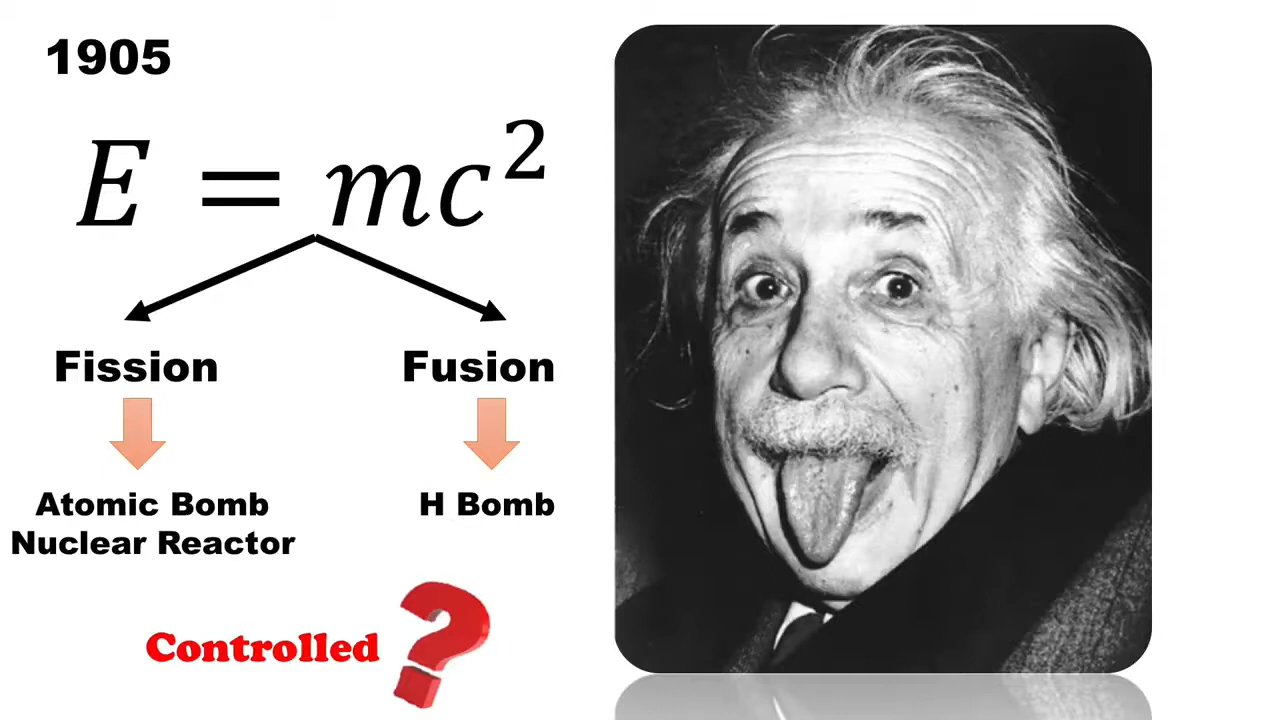 1905
E = mc²
Fission
Fusion
Atomic Bomb
Nuclear Reactor
H Bomb
Controlled ?